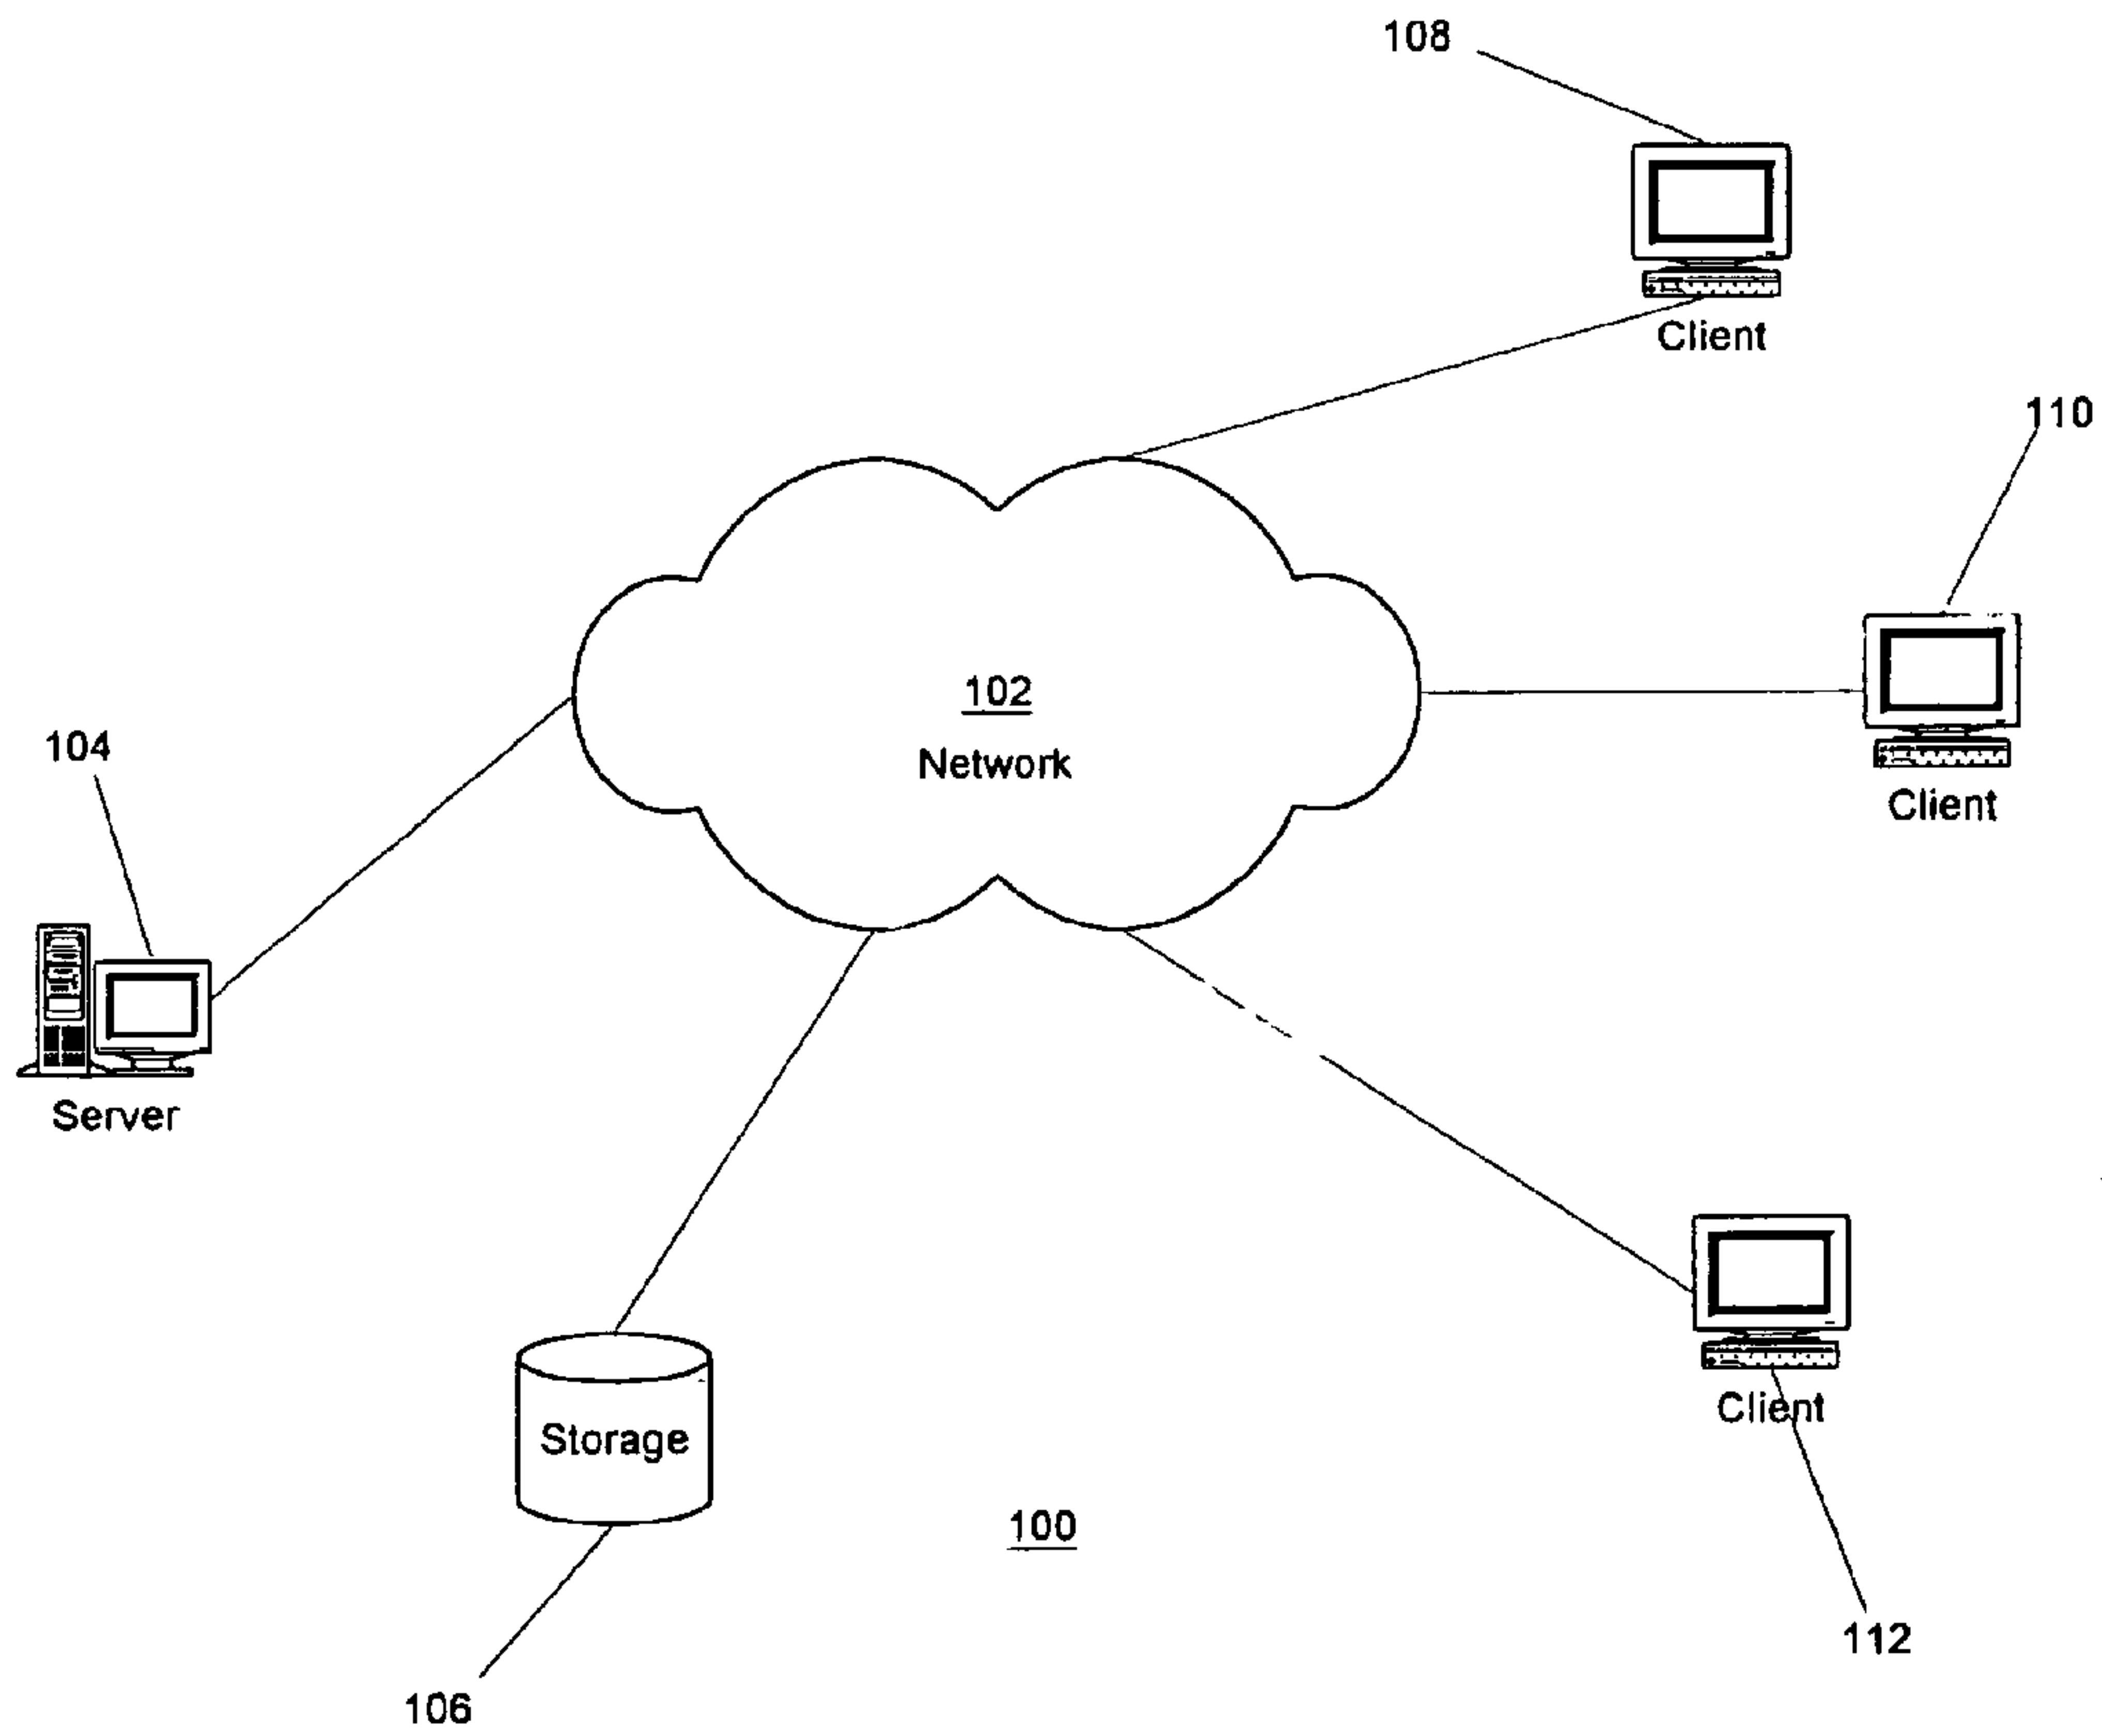 108
Client
110
102
Network
Client
104
Server
Client
Storage
100
112
106